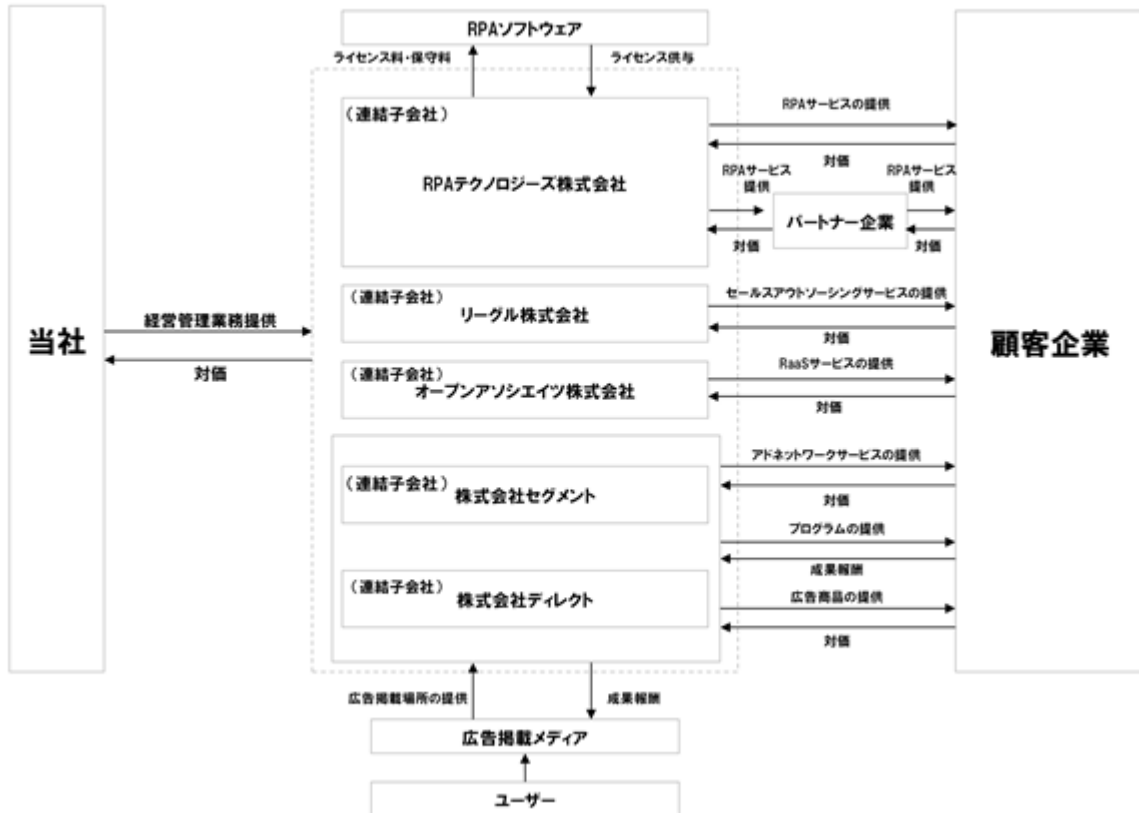 RPAソフトウェア
ライセンス料・保守料
ライセンス供与
(連結子会社)
RPAテクノロジーズ株式会社
RPAサービスの提供
対価
RPAサービス
提供
RPAサービス
提供
パートナー企業
対価
対価
当社
経営管理業務提供
対価
顧客企業
(連結子会社)
リーグル株式会社
セールスアウトソーシングサービスの提供
対価
(連結子会社)
オープンアソシエイツ株式会社
RaaSサービスの提供
対価
(連結子会社)
株式会社セグメント
アドネットワークサービスの提供
対価
プログラムの提供
成果報酬
(連結子会社)
株式会社ディレクト
広告商品の提供
対価
広告掲載場所の提供
成果報酬
広告掲載メディア
ユーザー